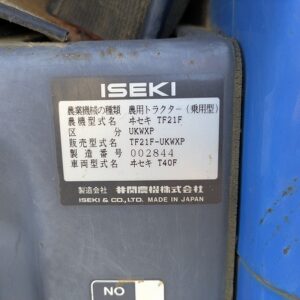 ISEKI
農業機械の種類 農用トラクター(乗用型)
農機型式名 ヰセキ TF21F
区分 UKWXP
販売型式名 TF21F-UKWXP
製造番号 002844
車両型式名 ヰセキ T40F
製造会社 井関農機株式会社
ISEKI & CO., LTD. MADE IN JAPAN
NO